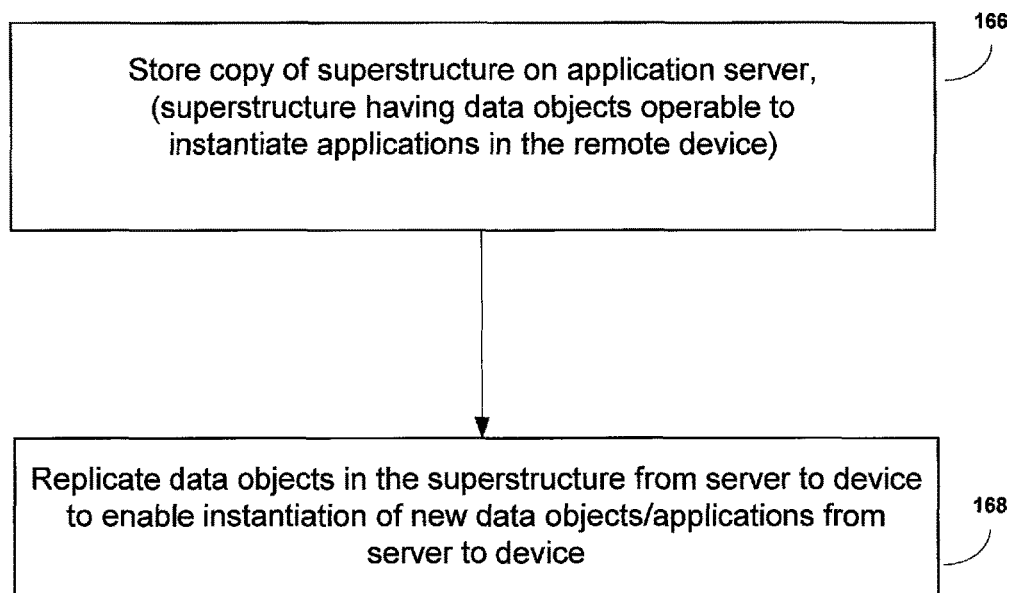 166
Store copy of superstructure on application server,
(superstructure having data objects operable to
instantiate applications in the remote device)
Replicate data objects in the superstructure from server to device
to enable instantiation of new data objects/applications from
server to device
168